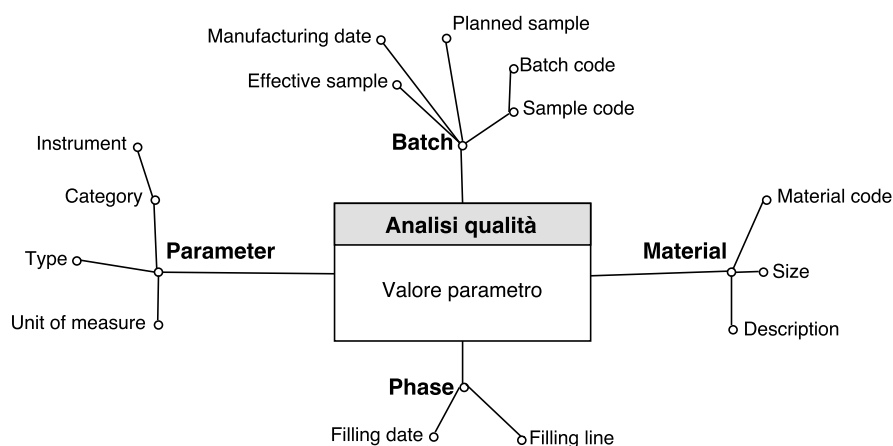 Planned sample
Manufacturing date
Batch code
Effective sample
Sample code
Batch
Instrument
Category
Material code
Analisi qualità
Parameter
Material
Type
Size
Valore parametro
Unit of measure
Description
Phase
Filling date
Filling line